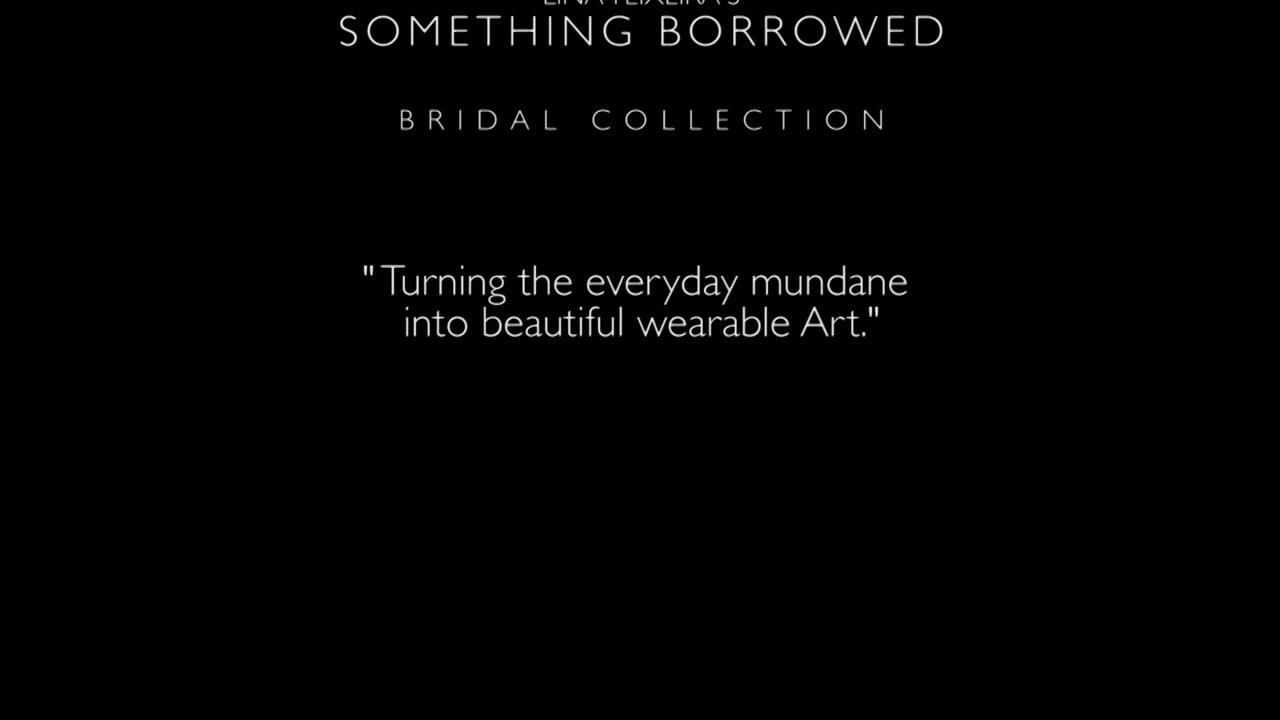 SOMETHING BORROWED
BRIDAL COLLECTION
"Turning the everyday mundane
into beautiful wearable Art."